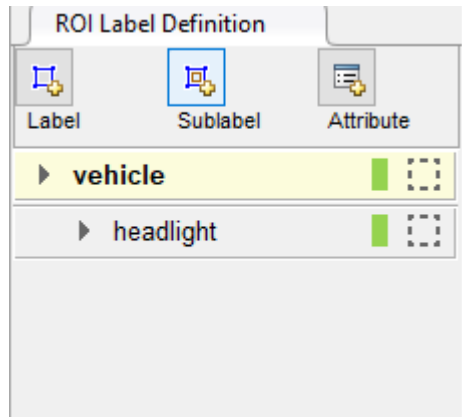 ROI Label Definition
Label Sublabel Attribute
vehicle
headlight